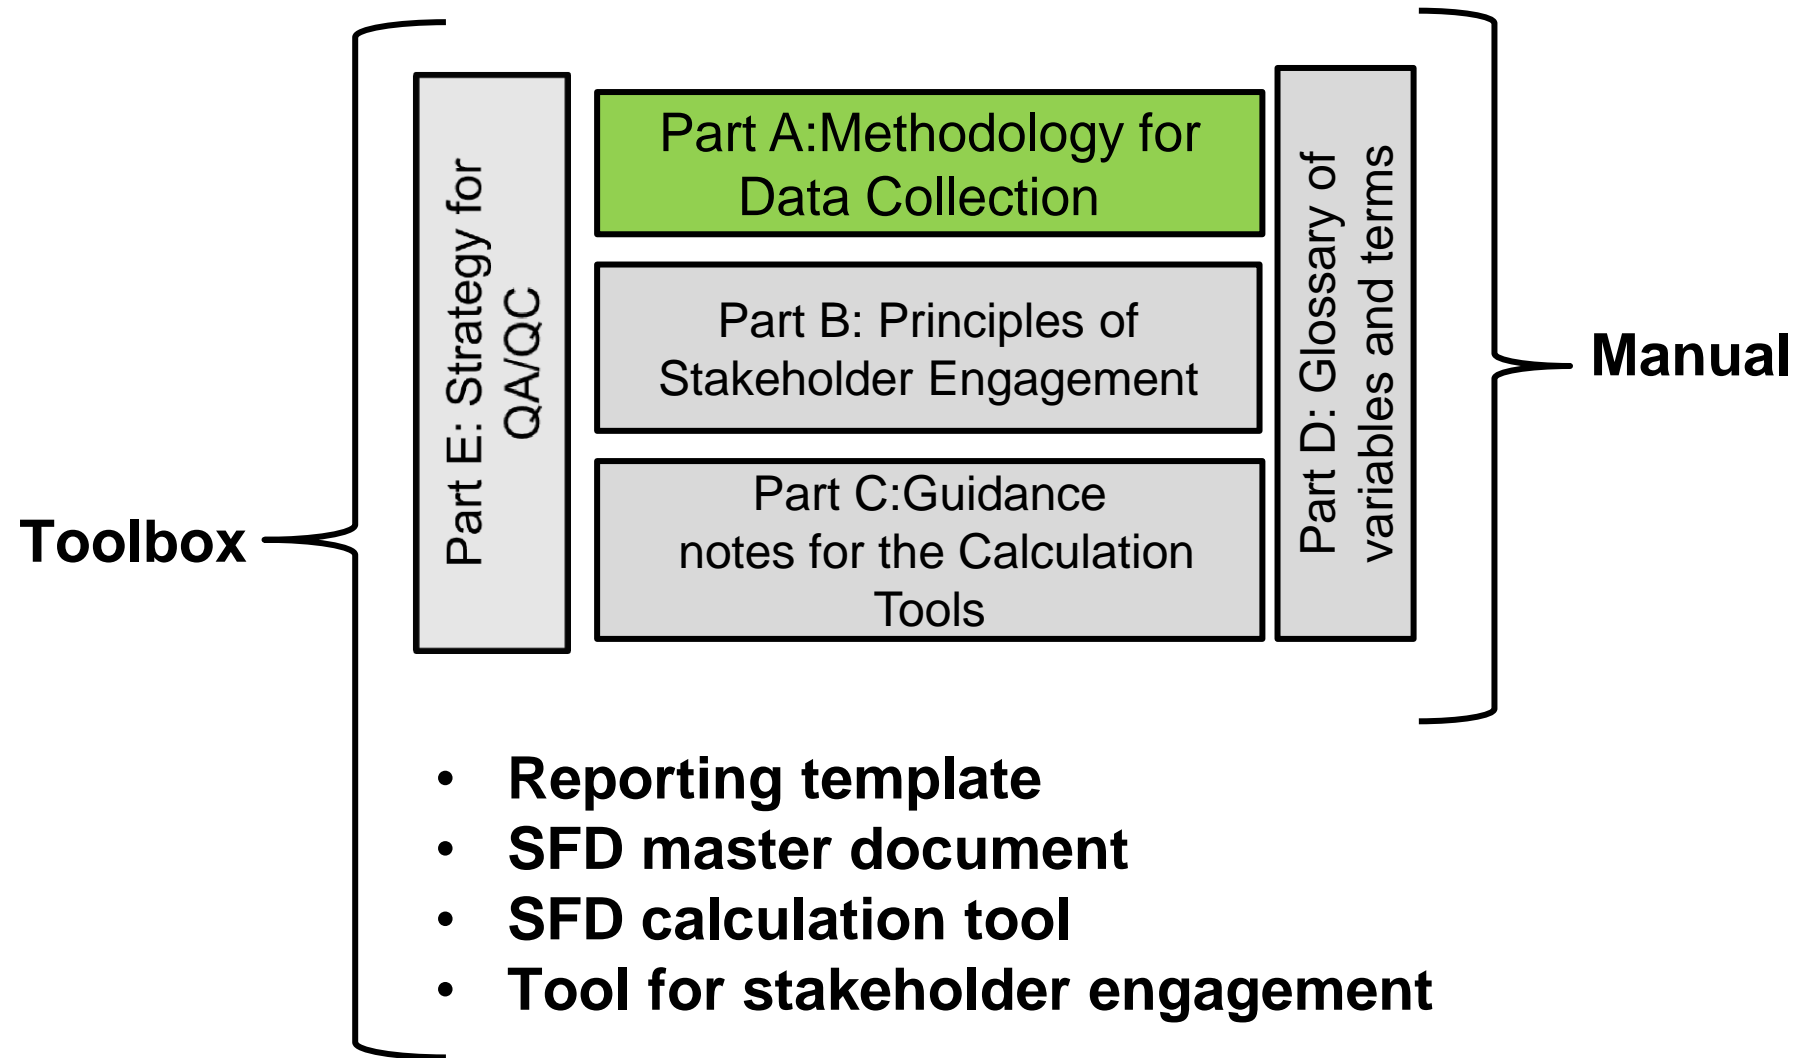 Toolbox
Part E: Strategy for
QA/QC
Part A:Methodology for
Data Collection
Part B: Principles of
Stakeholder Engagement
Part C:Guidance
notes for the Calculation
Tools
Part D: Glossary of
variables and terms
Manual
• Reporting template
• SFD master document
• SFD calculation tool
• Tool for stakeholder engagement